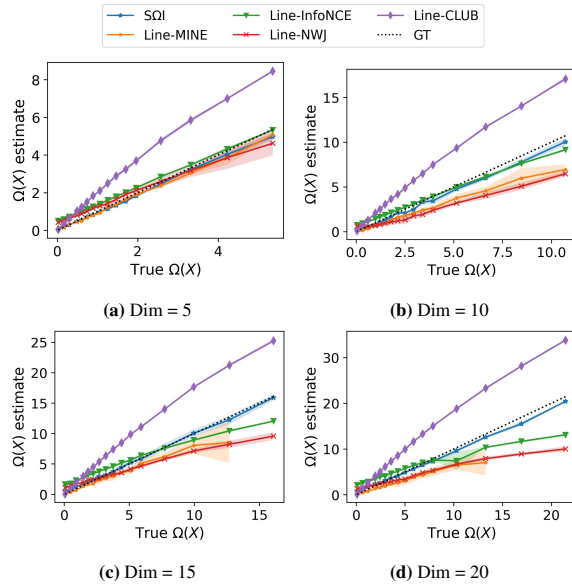 SΩI
Line-MINE
Line-InfoNCE
Line-NWJ
Line-CLUB
GT
8
6
4
2
0
0
2
4
Ω(X) estimate
True Ω(X)
(a) Dim = 5
15
10
5
0
0.0
2.5
5.0
7.5
10.0
Ω(X) estimate
True Ω(X)
(b) Dim = 10
25
20
15
10
5
0
0
5
10
15
Ω(X) estimate
True Ω(X)
(c) Dim = 15
30
20
10
0
0
5
10
15
20
Ω(X) estimate
True Ω(X)
(d) Dim = 20